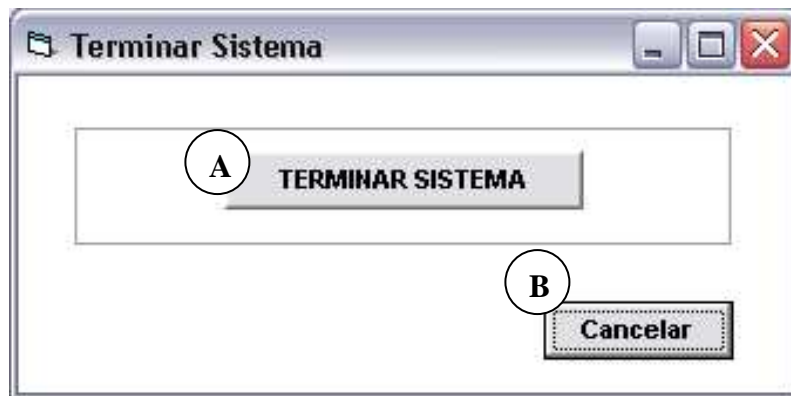 Terminar Sistema
A
TERMINAR SISTEMA
B
Cancelar